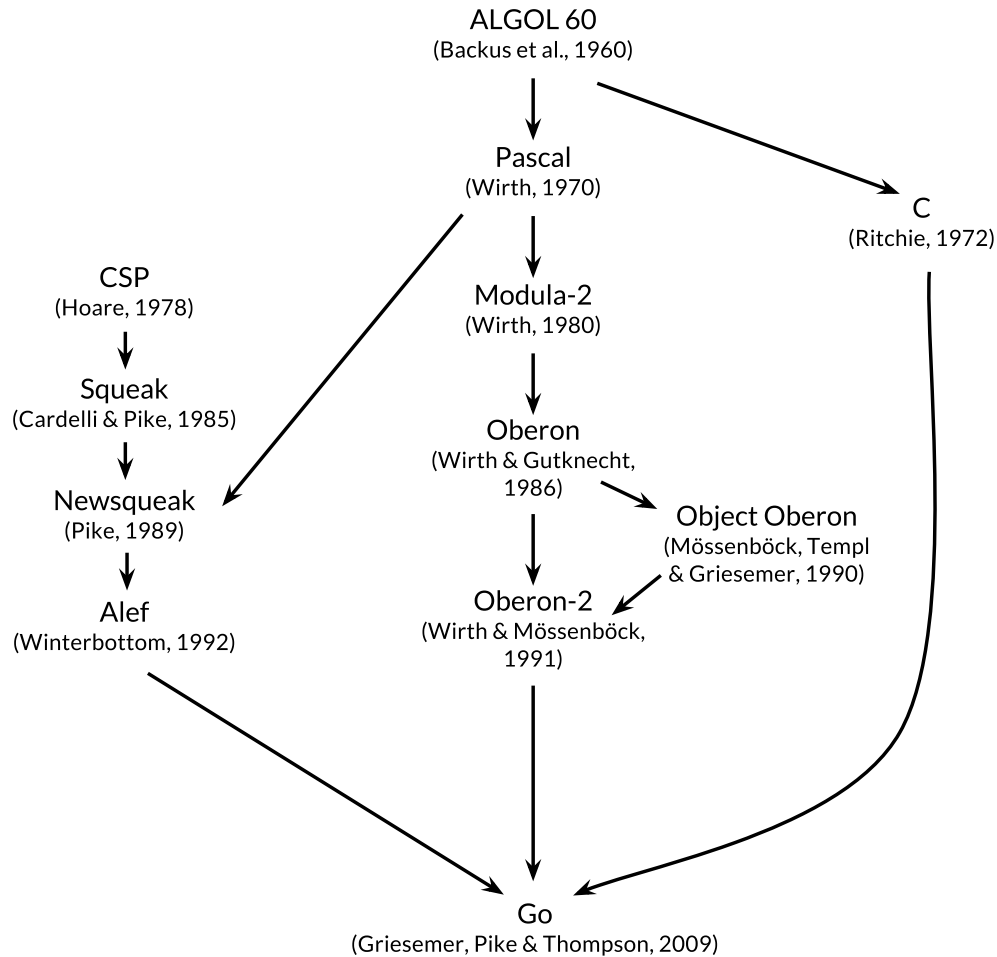 ALGOL 60
(Backus et al., 1960)
Pascal
(Wirth, 1970)
C
(Ritchie, 1972)
CSP
(Hoare, 1978)
Modula-2
(Wirth, 1980)
Squeak
(Cardelli & Pike, 1985)
Oberon
(Wirth & Gutknecht,
1986)
Newsqueak
(Pike, 1989)
Object Oberon
(Mössenböck, Templ
& Griesemer, 1990)
Alef
(Winterbottom, 1992)
Oberon-2
(Wirth & Mössenböck,
1991)
Go
(Griesemer, Pike & Thompson, 2009)